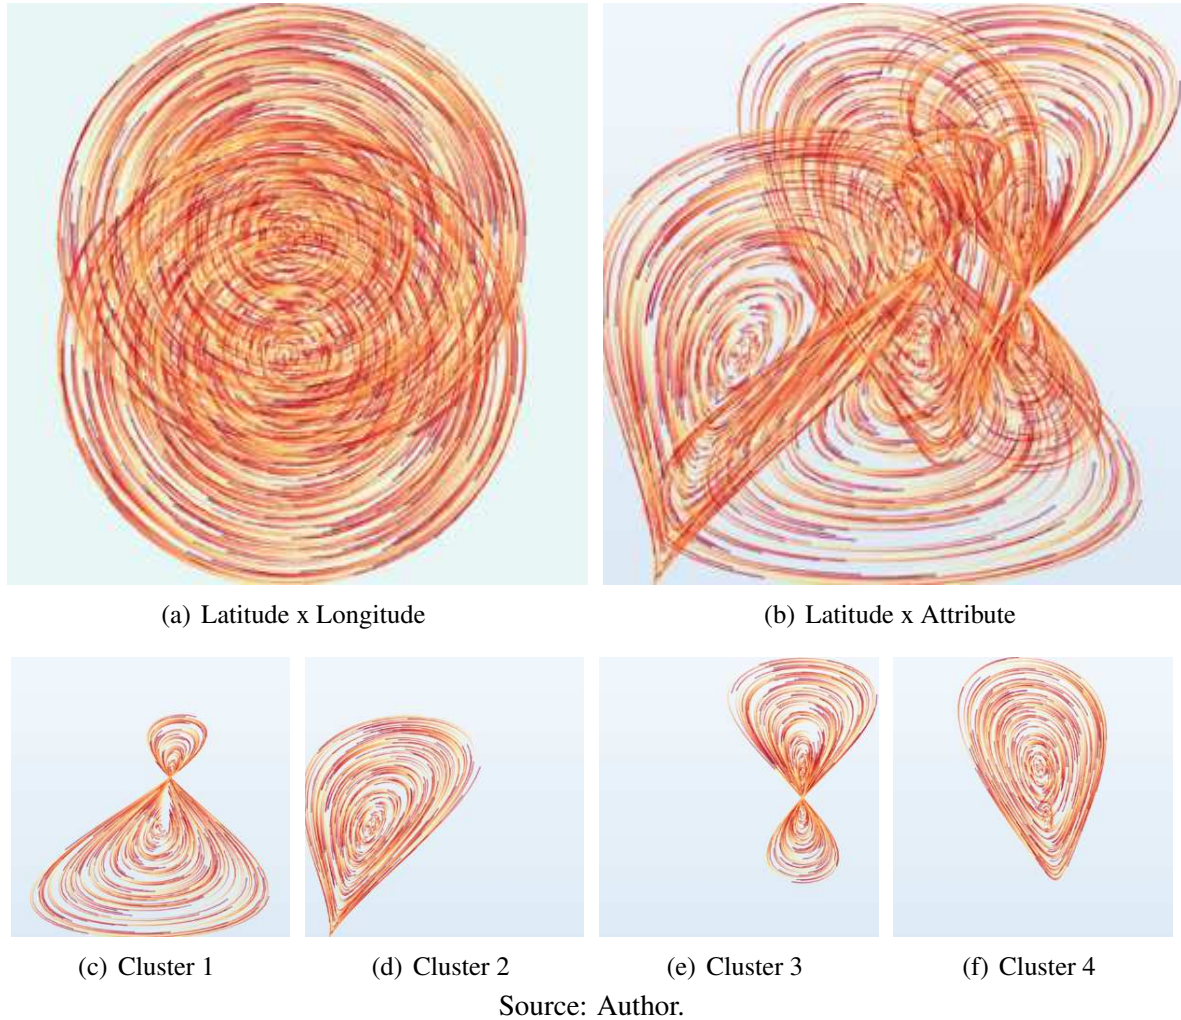 (a) Latitude x Longitude
(b) Latitude x Attribute
(c) Cluster 1
(d) Cluster 2
(e) Cluster 3
(f) Cluster 4
Source: Author.